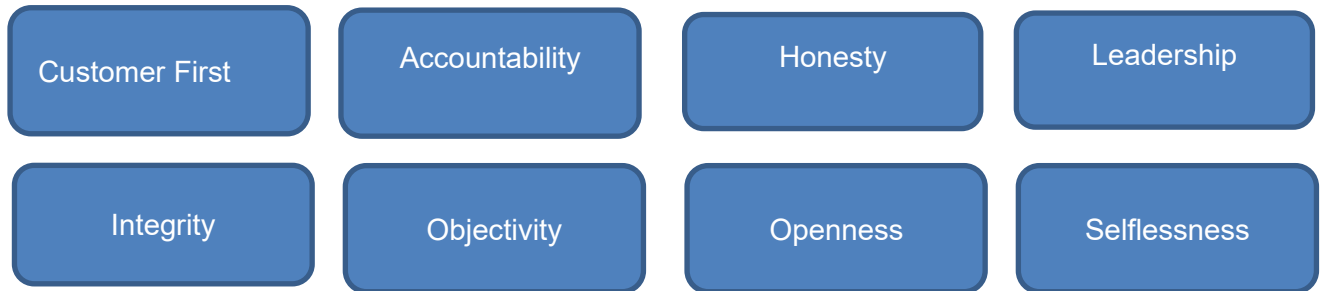 Customer First
Accountability
Honesty
Leadership
Integrity
Objectivity
Openness
Selflessness